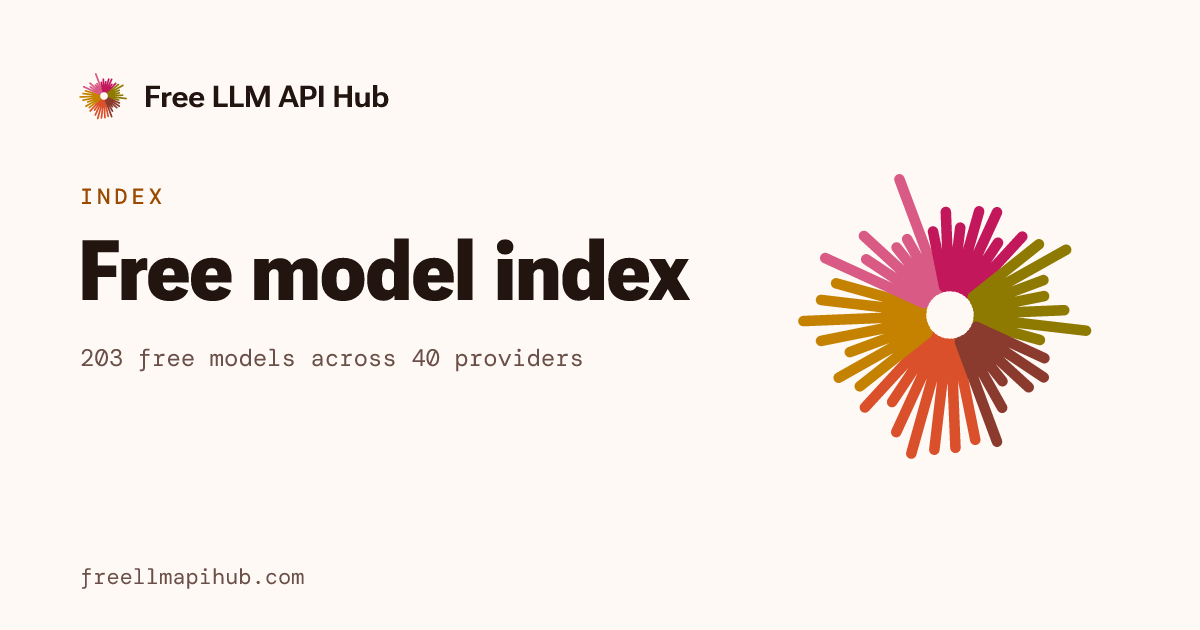 Free LLM API Hub
INDEX
Free model index
203 free models across 40 providers
freellmapihub.com